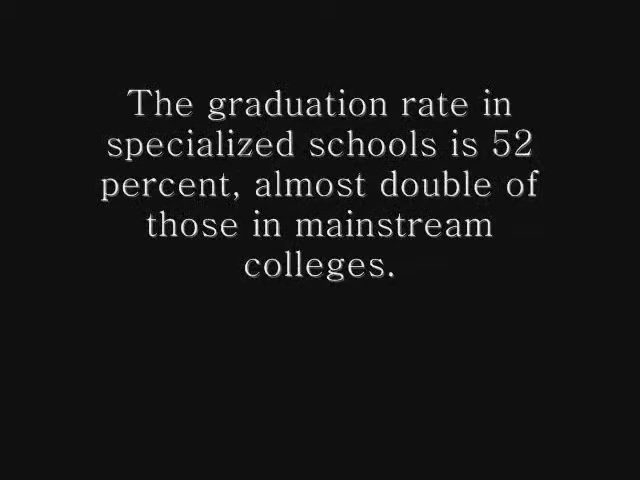 The graduation rate in
specialized schools is 52
percent, almost double of
those in mainstream
colleges.